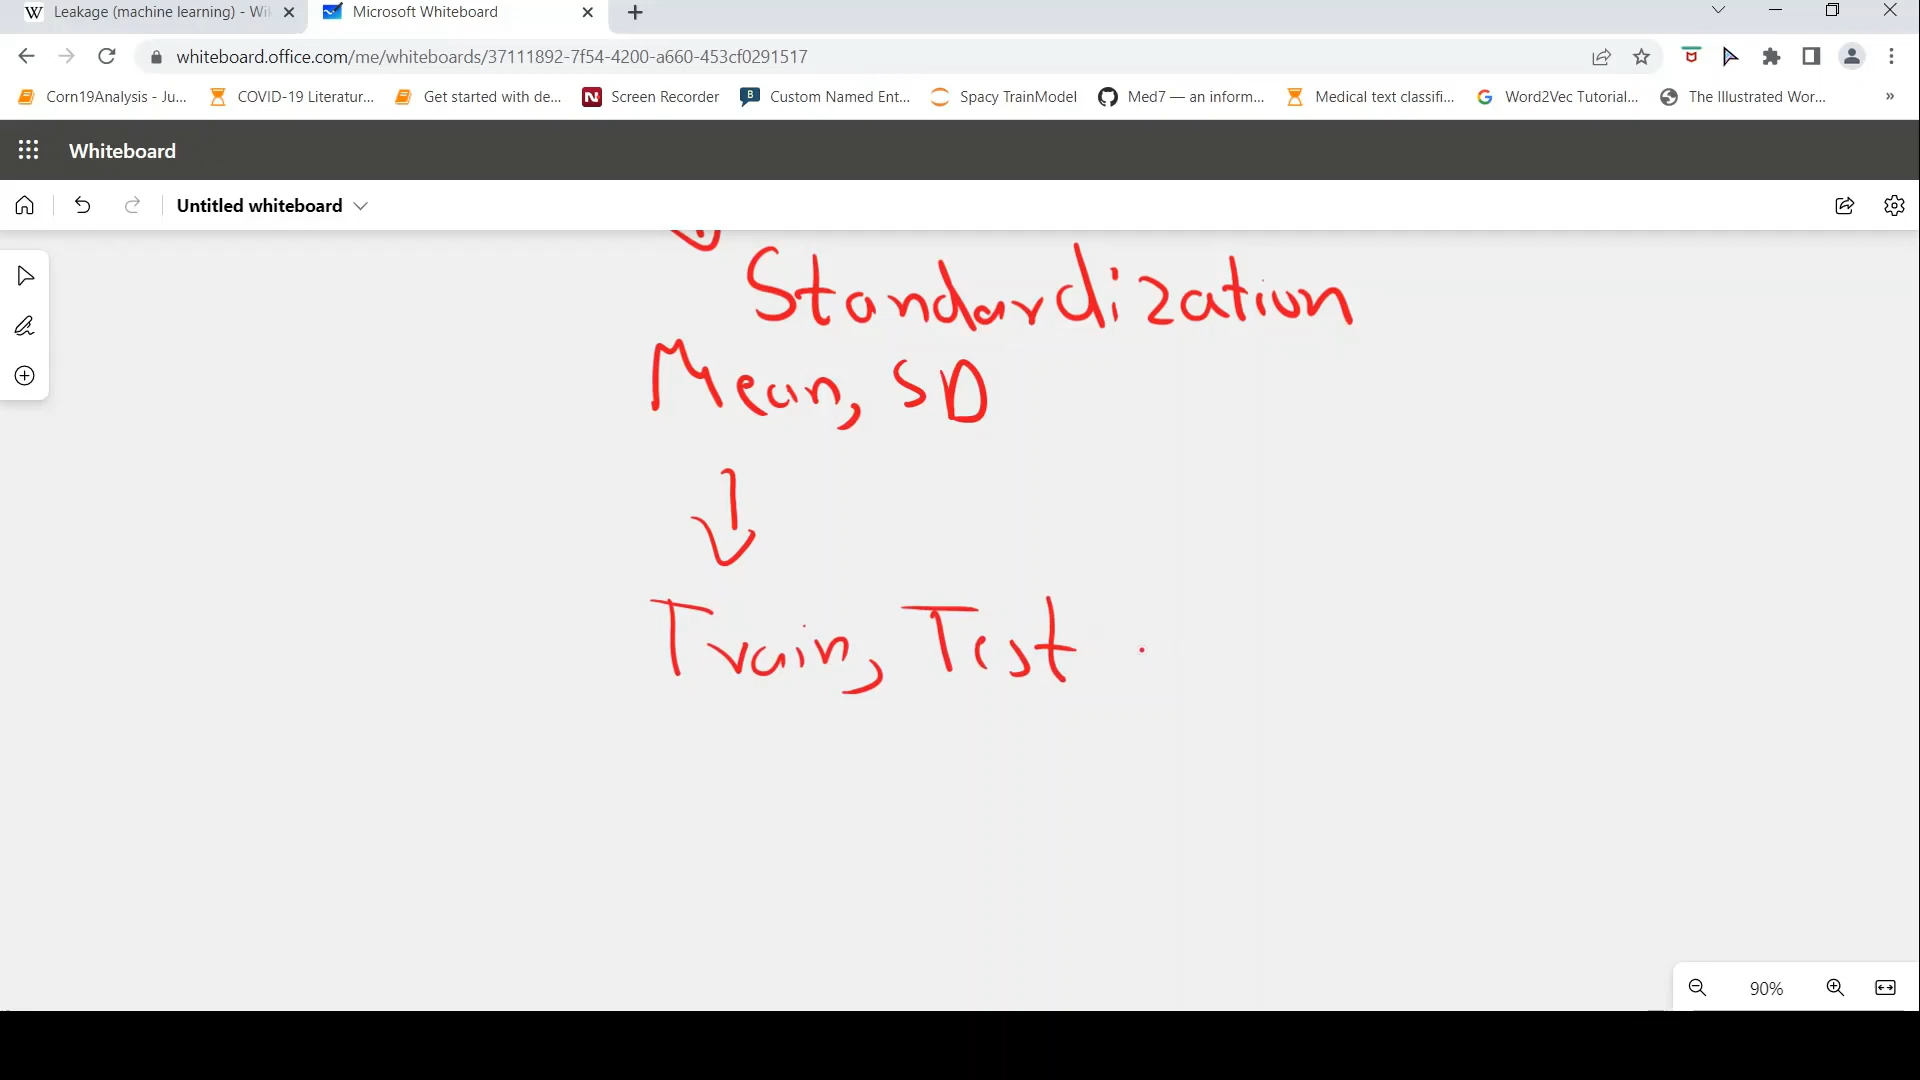 Leakage (machine learning) - Wi
Microsoft Whiteboard
whiteboard.office.com/me/whiteboards/37111892-7f54-4200-a660-453cf0291517
Corn19Analysis - Ju... COVID-19 Literatur... Get started with de... Screen Recorder Custom Named Ent... Spacy TrainModel Med7 — an inform... Medical text classifi... Word2Vec Tutorial... The Illustrated Wor... »
Whiteboard
Untitled whiteboard
Standardization
Mean, SD
Train, Test
90%